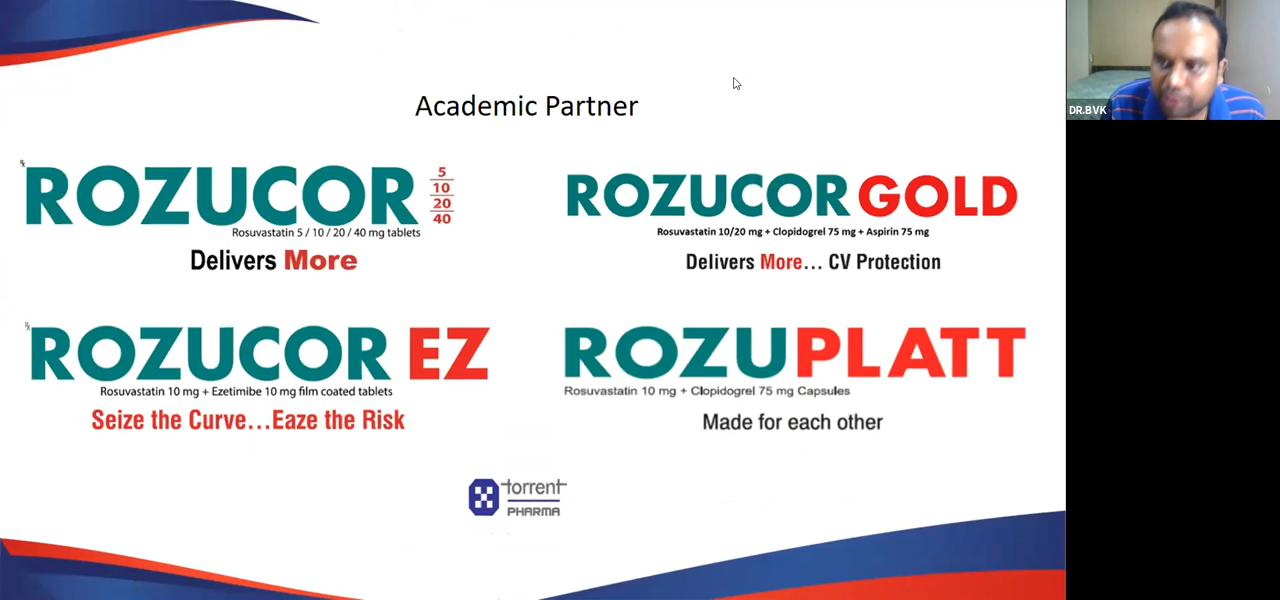 Academic Partner
Rx
ROZUCOR 5 10 20 40
Rosuvastatin 5 / 10 / 20 / 40 mg tablets
Delivers More
ROZUCOR GOLD
Rosuvastatin 10/20 mg + Clopidogrel 75 mg + Aspirin 75 mg
Delivers More... CV Protection
Rx
ROZUCOR EZ
Rosuvastatin 10 mg + Ezetimibe 10 mg film coated tablets
Seize the Curve...Eaze the Risk
ROZUPLATT
Rosuvastatin 10 mg + Clopidogrel 75 mg Capsules
Made for each other
torrent
PHARMA
DR.BVK